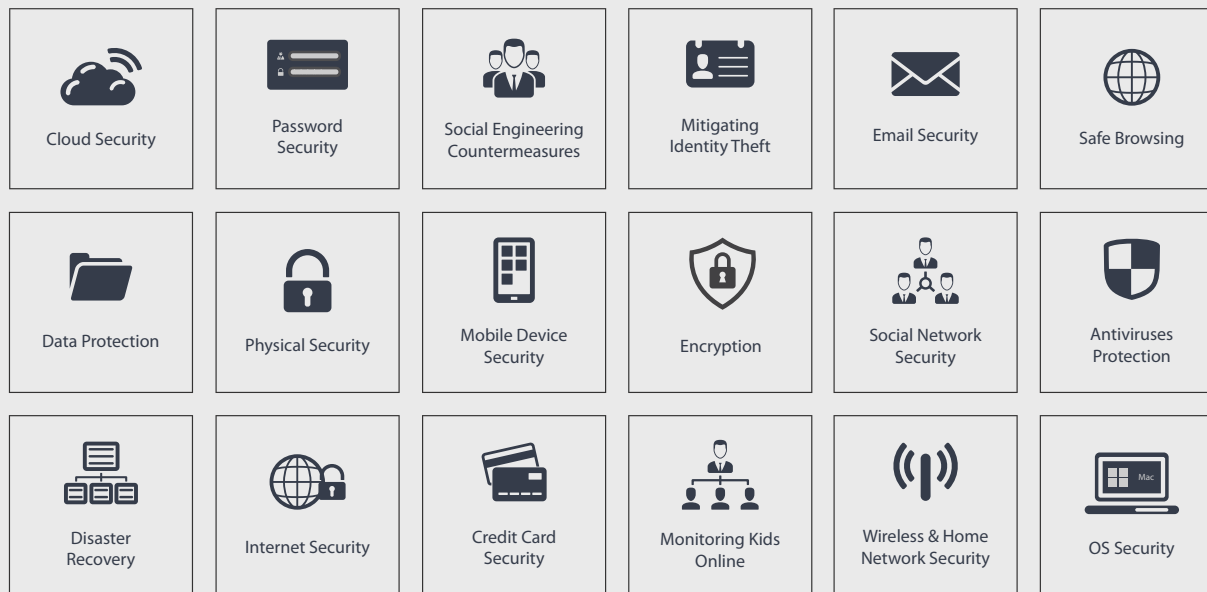 Cloud Security
Password
Security
Social Engineering
Countermeasures
Mitigating
Identity Theft
Email Security
Safe Browsing
Data Protection
Physical Security
Mobile Device
Security
Encryption
Social Network
Security
Antiviruses
Protection
Disaster
Recovery
Internet Security
Credit Card
Security
Monitoring Kids
Online
Wireless & Home
Network Security
Mac
OS Security